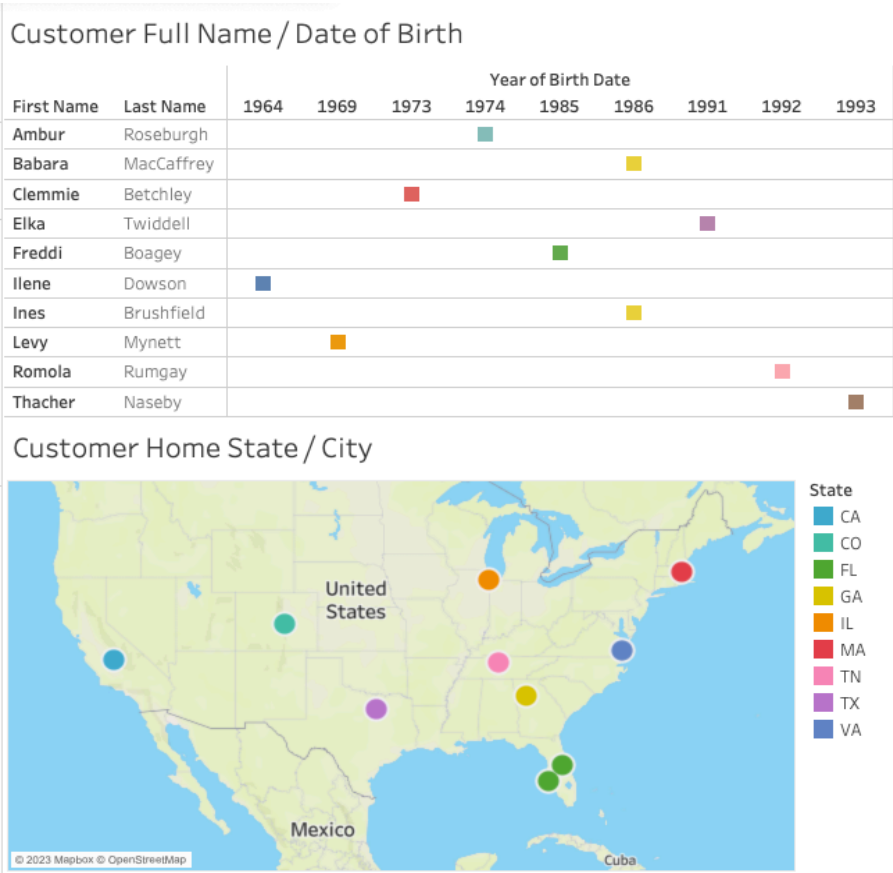 Customer Full Name / Date of Birth
Year of Birth Date
First Name Last Name 1964 1969 1973 1974 1985 1986 1991 1992 1993
Ambur Roseburgh
Babara MacCaffrey
Clemmie Betchley
Elka Twiddell
Freddi Boagey
Ilene Dowson
Ines Brushfield
Levy Mynett
Romola Rumgay
Thacher Naseby
Customer Home State / City
State
CA
CO
FL
GA
IL
MA
TN
TX
VA
United
States
Mexico
Cuba
© 2023 Mapbox © OpenStreetMap